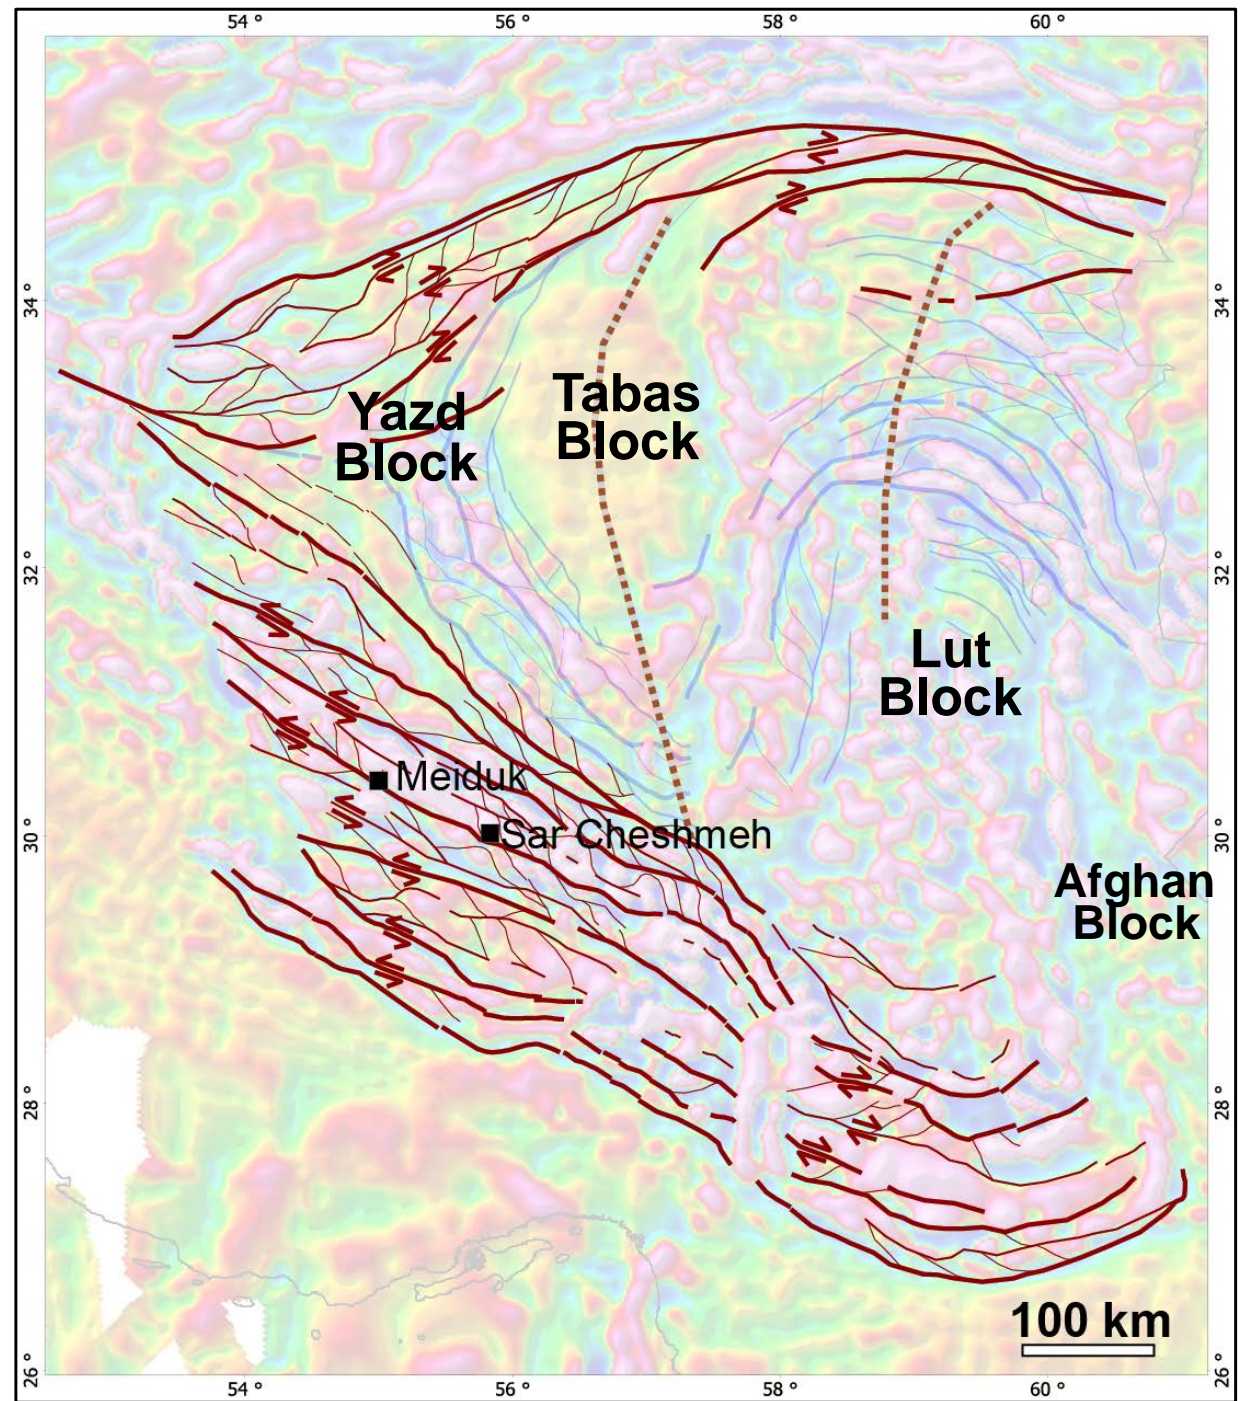 54 ° 56 ° 58 ° 60 °
34 ° 34 °
Tabas
Block
Yazd
Block
32 ° 32 °
Lut
Block
Meiduk
Sar Cheshmeh
30 ° 30 °
Afghan
Block
28 ° 28 °
100 km
26 ° 26 °
54 ° 56 ° 58 ° 60 °